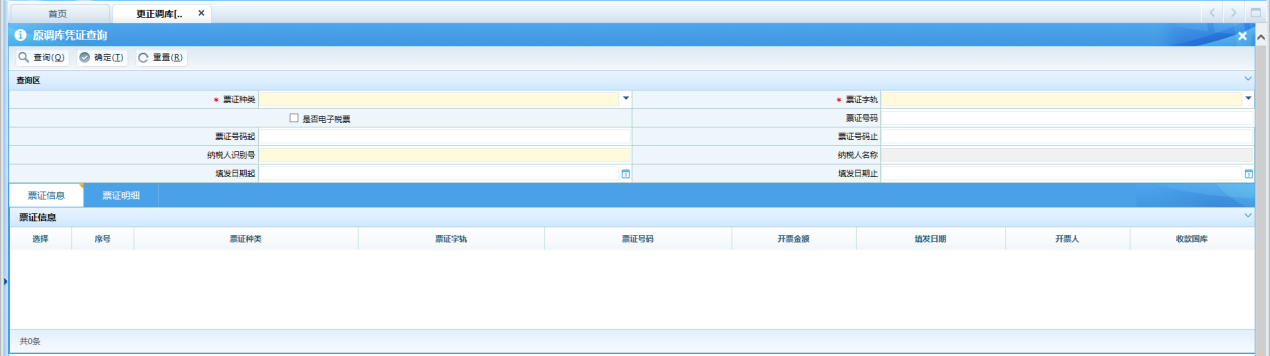 首页 更正调库[.. ×
原调库凭证查询
查询(Q) 确定(T) 重置(R)
查询区
* 票证种类 * 票证字轨
是否电子税票 票证号码
票证号码起 票证号码止
纳税人识别号 纳税人名称
填发日期起 填发日期止
票证信息 票证明细
票证信息
选择 序号 票证种类 票证字轨 票证号码 开票金额 填发日期 开票人 收款国库
共0条